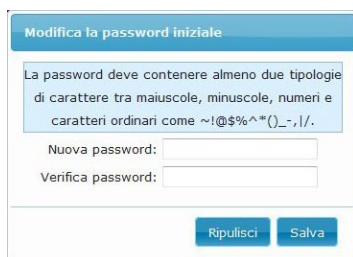 Modifica la password iniziale
La password deve contenere almeno due tipologie
di carattere tra maiuscole, minuscole, numeri e
caratteri ordinari come ~!@$%^*()_-,|/.
Nuova password:
Verifica password:
Ripulisci Salva